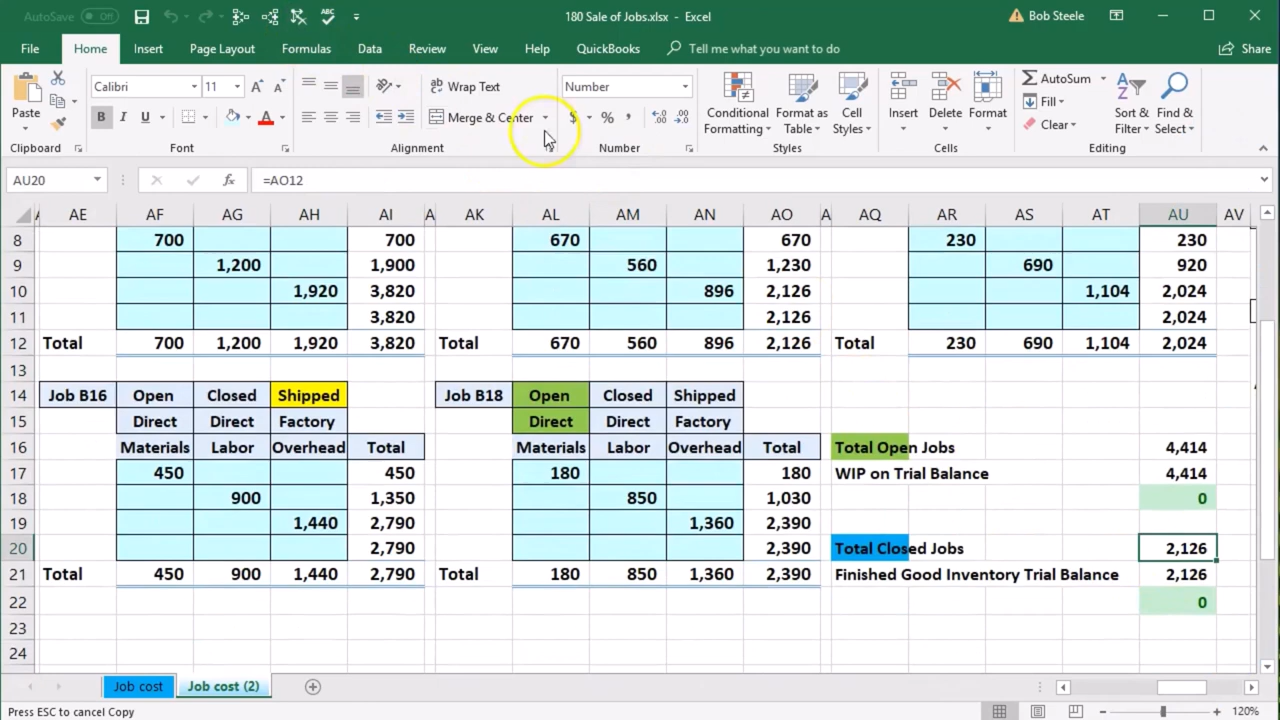 AutoSave Off 180 Sale of Jobs.xlsx - Excel Bob Steele
File Home Insert Page Layout Formulas Data Review View Help QuickBooks Tell me what you want to do Share
Paste Calibri 11 Wrap Text Number Conditional Formatting Format as Table Cell Styles Insert Delete Format AutoSum Sort & Filter Find & Select
B I U A Merge & Center $ % Fill
Clear
Clipboard Font Alignment Number Styles Cells Editing
AU20 fx =AO12
AE AF AG AH AI A AK AL AM AN AO A AQ AR AS AT AU AV
8 700 700 670 670 230 230
9 1,200 1,900 560 1,230 690 920
10 1,920 3,820 896 2,126 1,104 2,024
11 3,820 2,126 2,024
12 Total 700 1,200 1,920 3,820 Total 670 560 896 2,126 Total 230 690 1,104 2,024
13
14 Job B16 Open Closed Shipped Job B18 Open Closed Shipped
15 Direct Direct Factory Direct Direct Factory
16 Materials Labor Overhead Total Materials Labor Overhead Total Total Open Jobs 4,414
17 450 450 180 180 WIP on Trial Balance 4,414
18 900 1,350 850 1,030 0
19 1,440 2,790 1,360 2,390
20 2,790 2,390 Total Closed Jobs 2,126
21 Total 450 900 1,440 2,790 Total 180 850 1,360 2,390 Finished Good Inventory Trial Balance 2,126
22 0
23
24
Job cost Job cost (2)
Press ESC to cancel Copy 120%